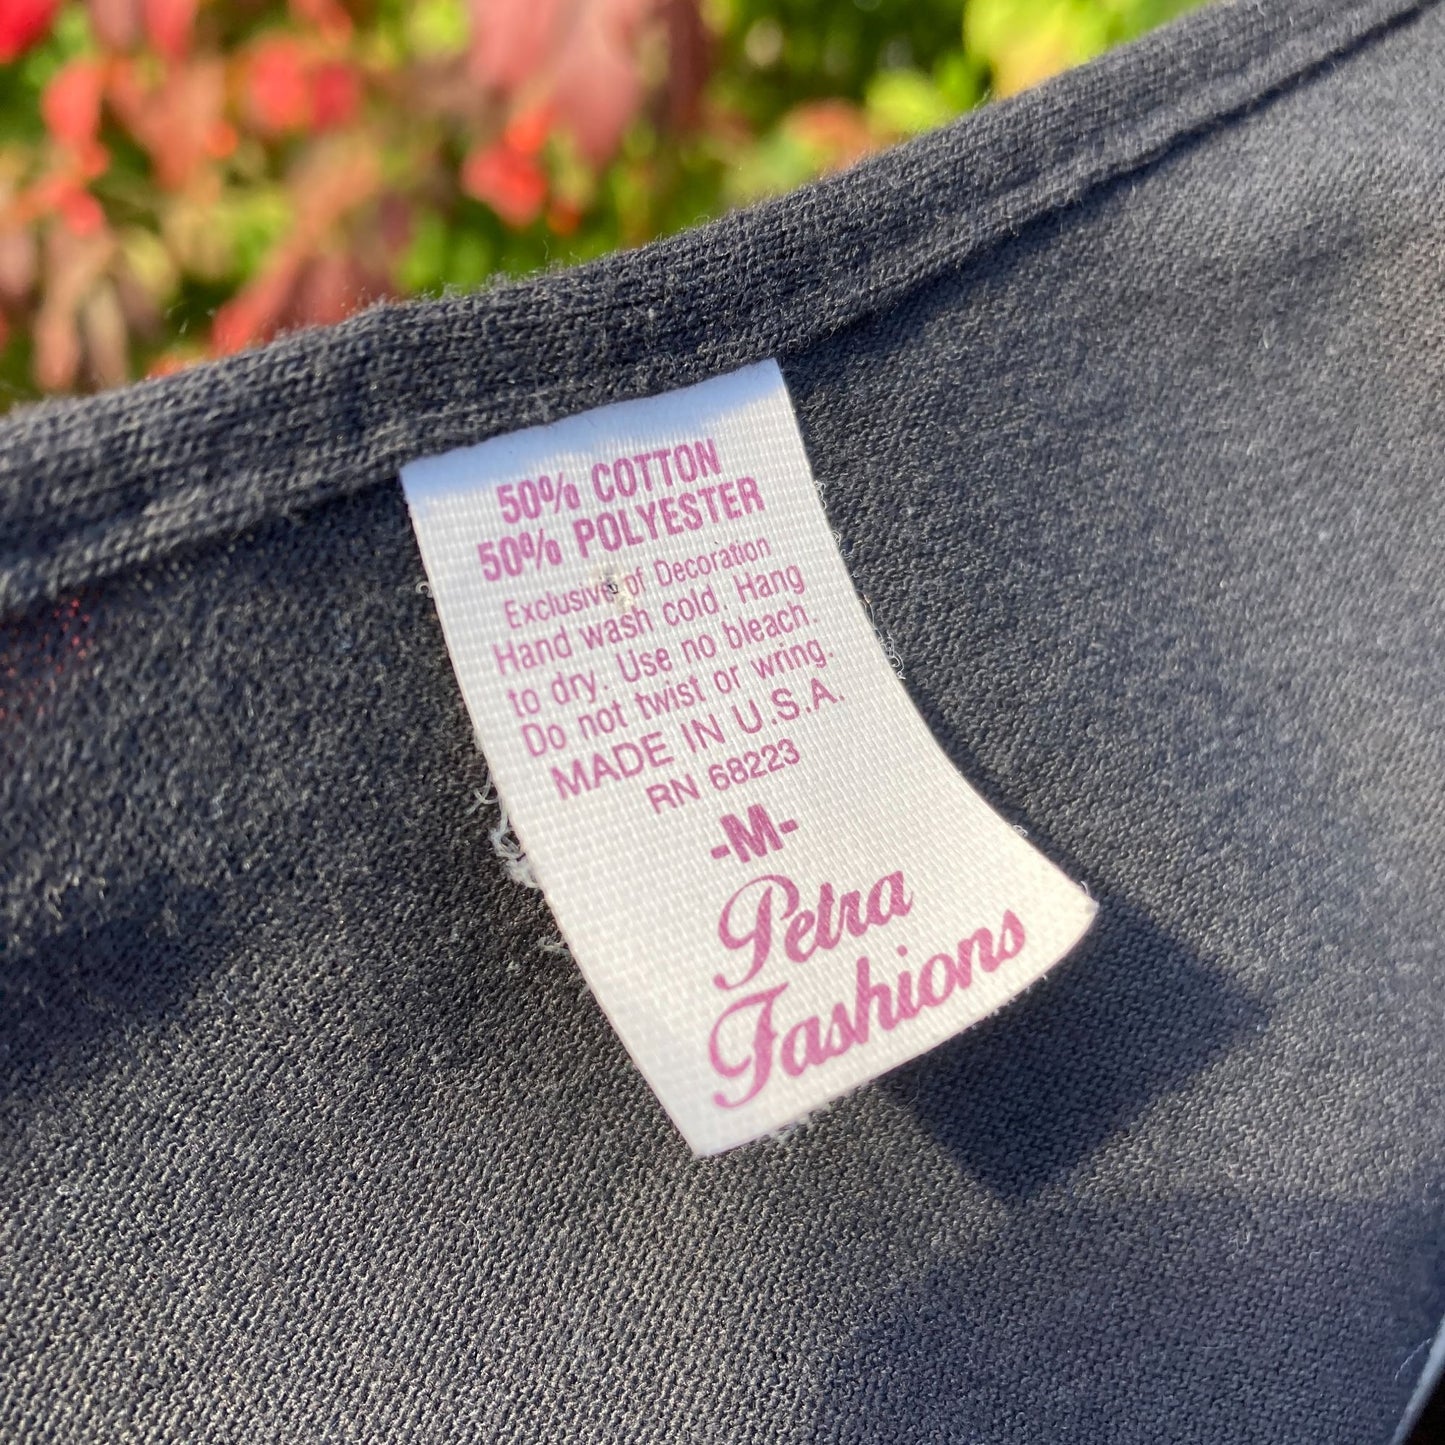 50% COTTON
50% POLYESTER
Exclusive of Decoration
Hand wash cold. Hang
to dry. Use no bleach.
Do not twist or wring.
MADE IN U.S.A.
RN 68223
-M-
Petra
Fashions